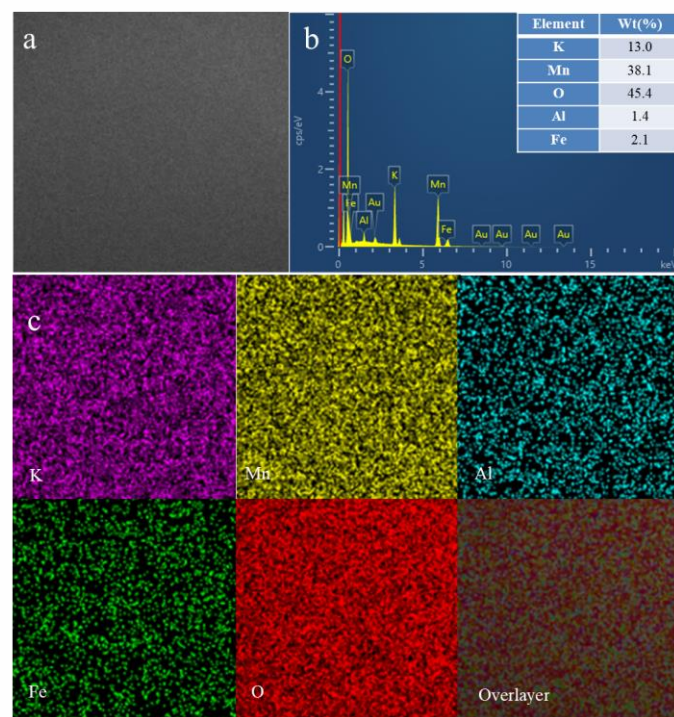 a
b
Element Wt(%)
K 13.0
Mn 38.1
O 45.4
Al 1.4
Fe 2.1
cps/eV
4
2
0
O
Mn
Fe
Al
Au
K
Mn
Fe
Au
Au
Au
Au
0
5
10
15
keV
c
K
Mn
Al
Fe
O
Overlayer